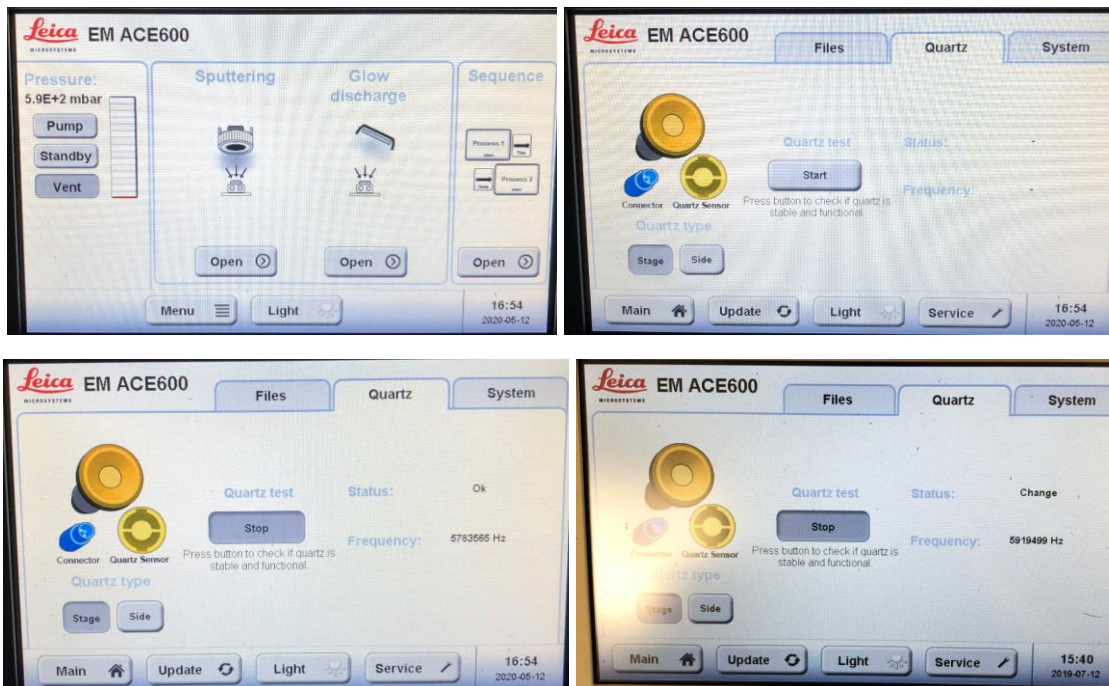 Leica EM ACE600
MICROSYSTEMS
Pressure:
5.9E+2 mbar
Pump
Standby
Vent
Sputtering
Open
Glow
discharge
Open
Sequence
Process 1
Process 2
Open
Menu
Light
16:54
2020-05-12
Leica EM ACE600
MICROSYSTEMS
Files
Quartz
System
Connector
Quartz Sensor
Quartz test
Start
Press button to check if quartz is
stable and functional.
Status: -
Frequency: -
Quartz type
Stage
Side
Main
Update
Light
Service
16:54
2020-05-12
Leica EM ACE600
MICROSYSTEMS
Files
Quartz
System
Connector
Quartz Sensor
Quartz test
Stop
Press button to check if quartz is
stable and functional.
Status: Ok
Frequency: 5783565 Hz
Quartz type
Stage
Side
Main
Update
Light
Service
16:54
2020-05-12
Leica EM ACE600
MICROSYSTEMS
Files
Quartz
System
Connector
Quartz Sensor
Quartz test
Stop
Press button to check if quartz is
stable and functional.
Status: Change
Frequency: 5919499 Hz
Quartz type
Stage
Side
Main
Update
Light
Service
15:40
2019-07-12